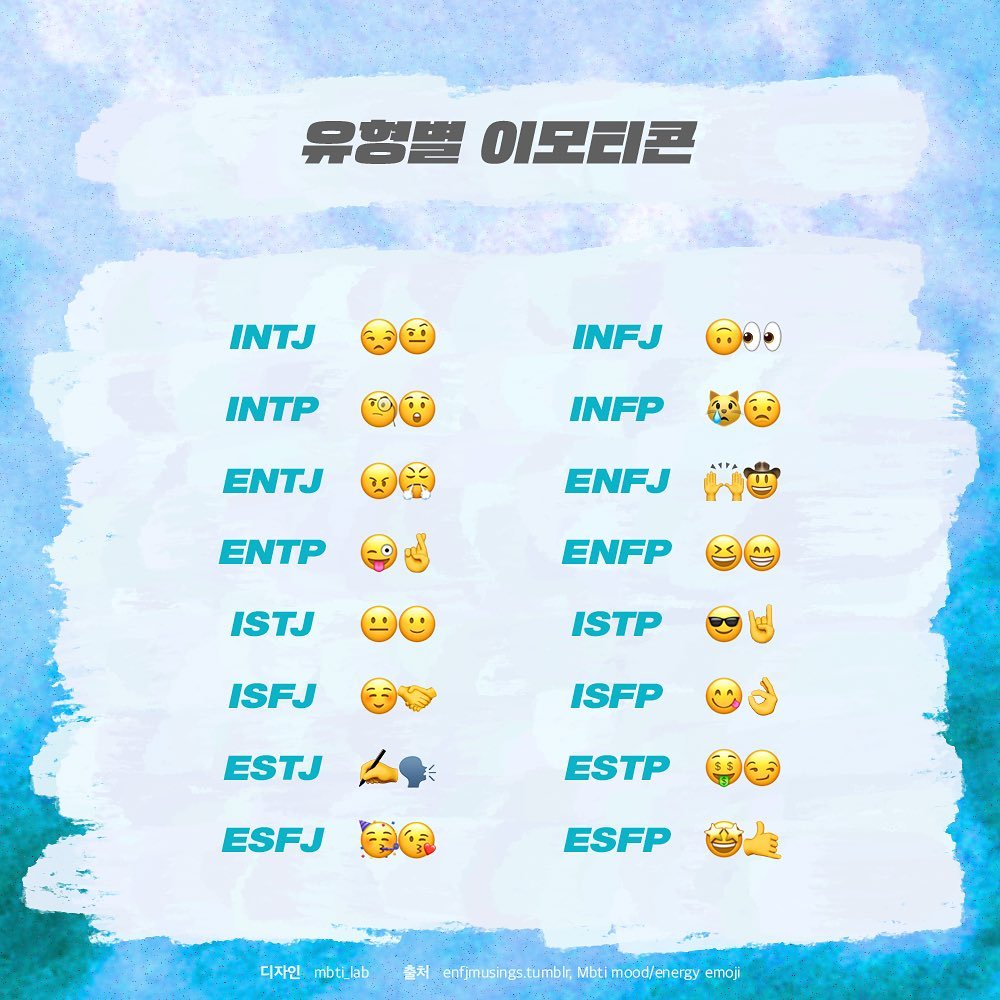 유형별 이모티콘
INTJ 😒🤨 INFJ 🙃👀
INTP 🧐😲 INFP 😿😟
ENTJ 😠😤 ENFJ 🙌🤠
ENTP 😜🤞 ENFP 😆😁
ISTJ 😐🙂 ISTP 😎🤘
ISFJ ☺️🤝 ISFP 😋👌
ESTJ ✍️🗣️ ESTP 🤑😏
ESFJ 🥳😘 ESFP 🤩🤙
디자인 mbti_lab 출처 enfjmusings.tumblr, Mbti mood/energy emoji